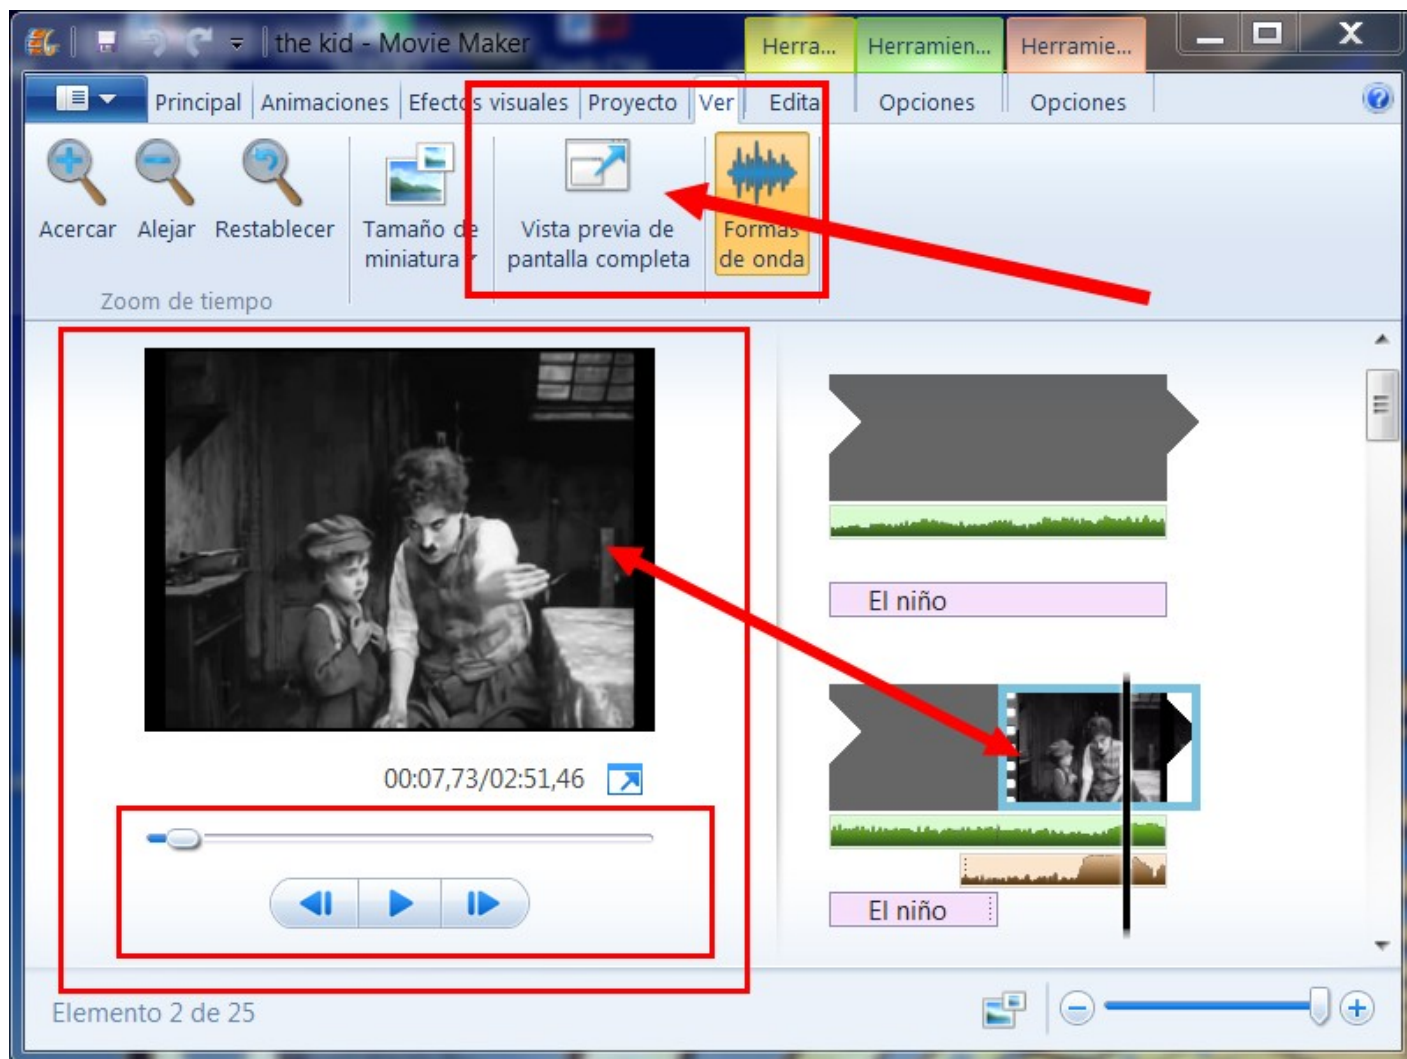 the kid - Movie Maker
Herra...
Herramien...
Herramie...
Principal
Animaciones
Efectos visuales
Proyecto
Ver
Edita
Opciones
Opciones
Acercar
Alejar
Restablecer
Tamaño de
miniatura
Vista previa de
pantalla completa
Formas
de onda
Zoom de tiempo
El niño
00:07,73/02:51,46
El niño
Elemento 2 de 25